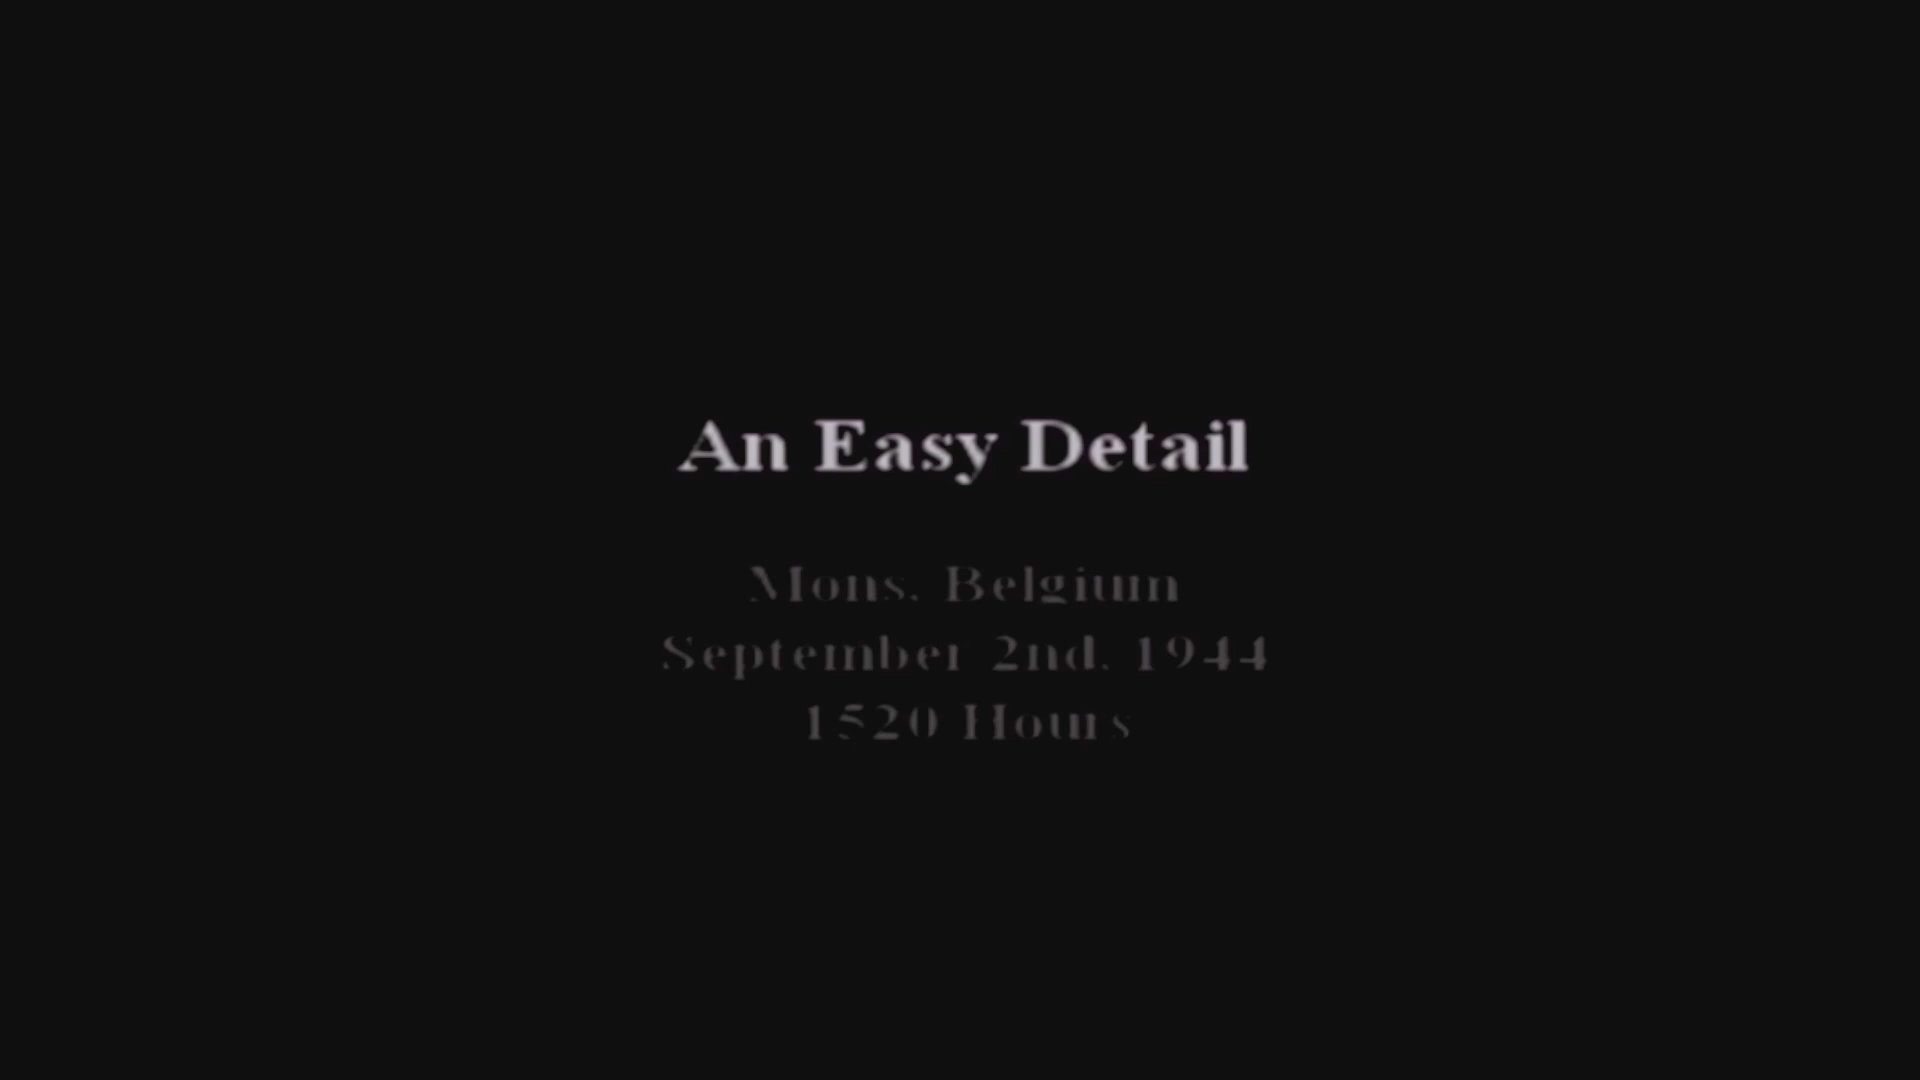 An Easy Detail
Mons, Belgium
September 2nd, 1944
1520 Hours